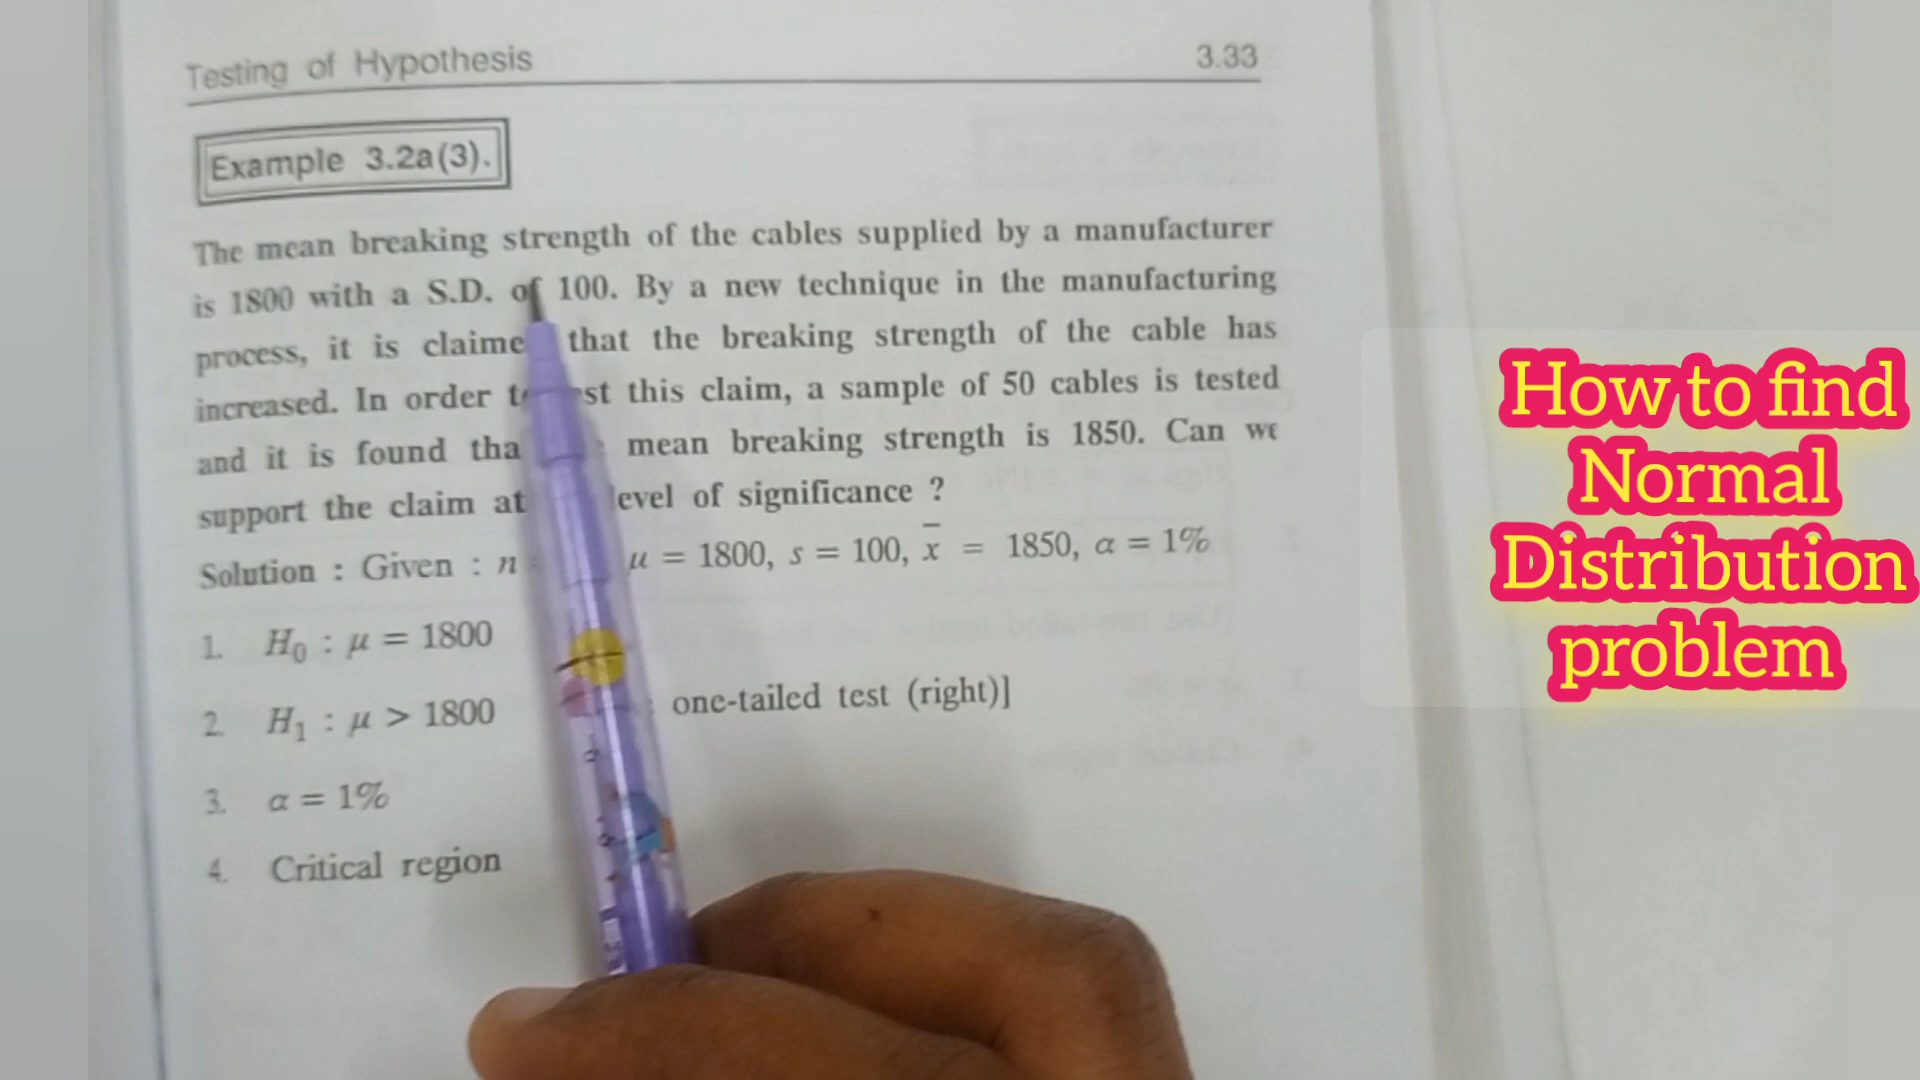 Testing of Hypothesis 3.33
Example 3.2a(3).
The mean breaking strength of the cables supplied by a manufacturer
is 1800 with a S.D. of 100. By a new technique in the manufacturing
process, it is claime that the breaking strength of the cable has
increased. In order t st this claim, a sample of 50 cables is tested
and it is found tha mean breaking strength is 1850. Can we
support the claim at level of significance ?
Solution : Given : n μ = 1800, s = 100, x̄ = 1850, α = 1%
1. H₀ : μ = 1800
2. H₁ : μ > 1800 one-tailed test (right)]
3. α = 1%
4. Critical region
How to find
Normal
Distribution
problem